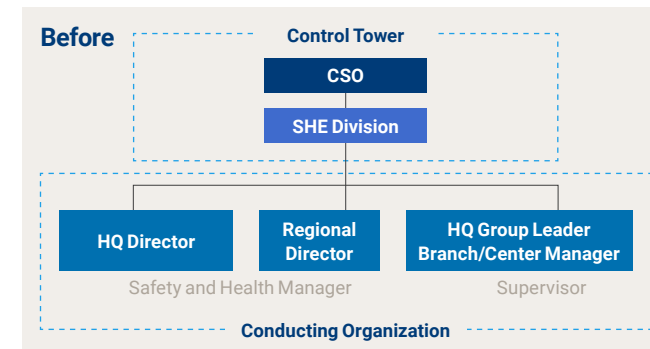 Before
Control Tower
CSO
SHE Division
HQ Director
Regional
Director
HQ Group Leader
Branch/Center Manager
Safety and Health Manager
Supervisor
Conducting Organization